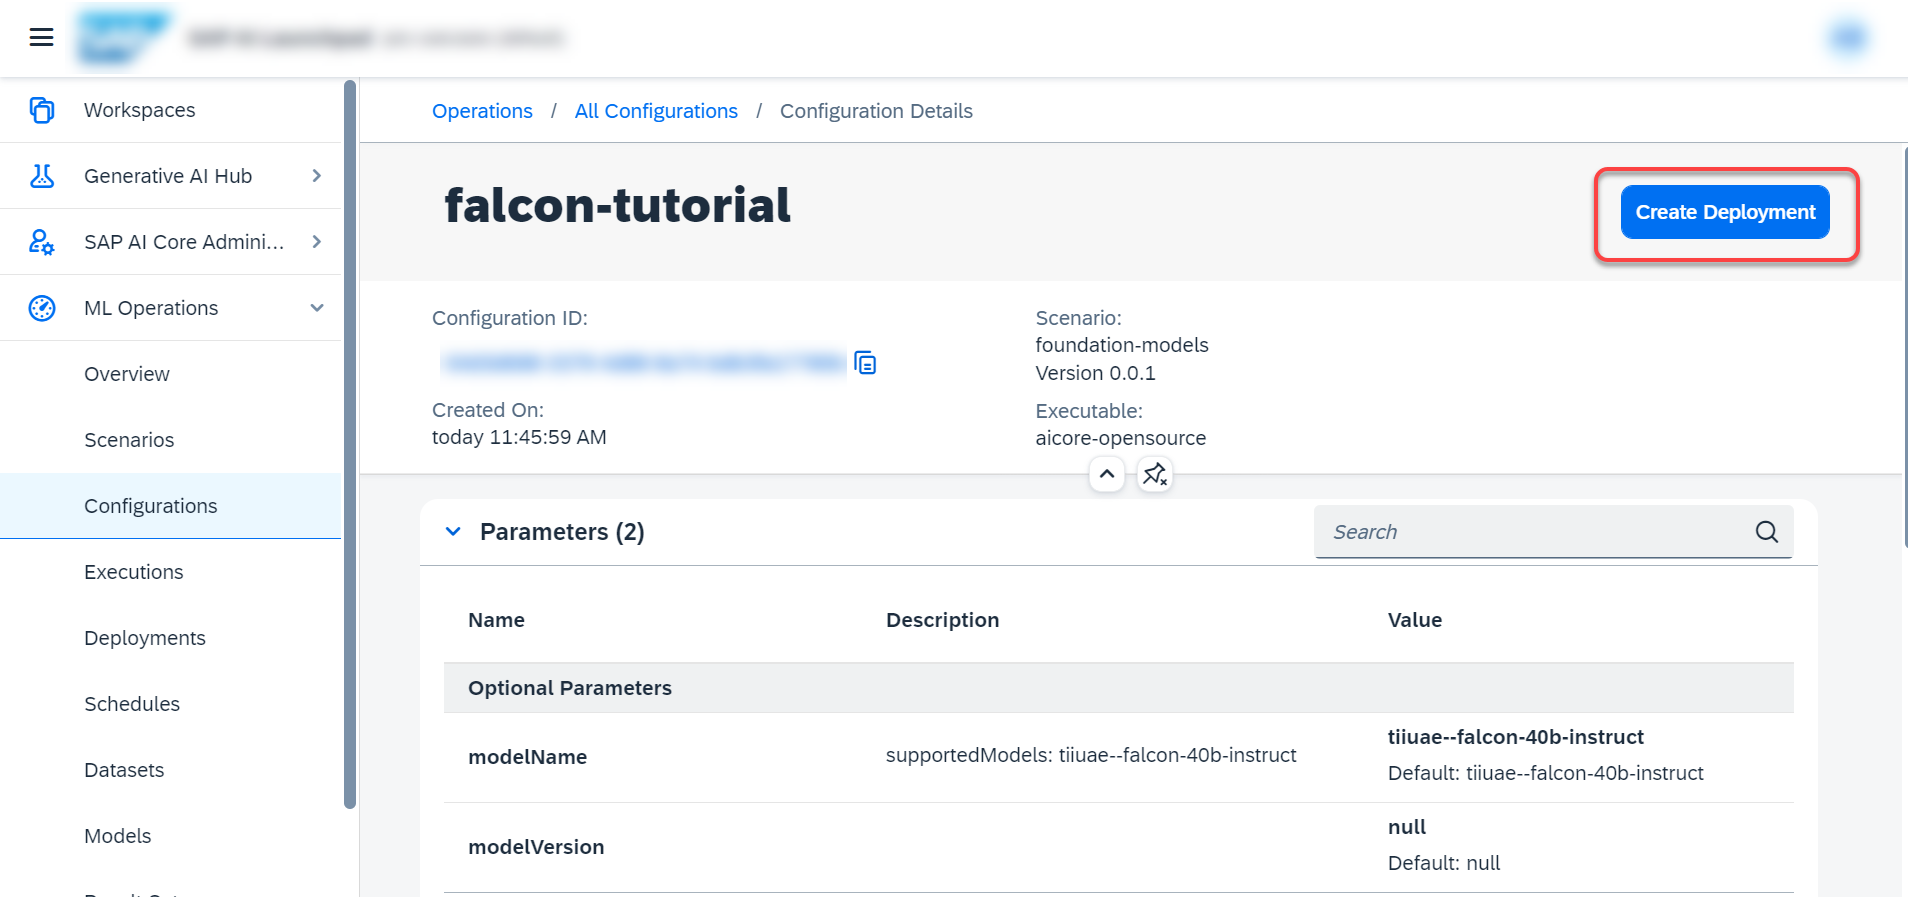 Workspaces
Generative AI Hub
SAP AI Core Admini...
ML Operations
Overview
Scenarios
Configurations
Executions
Deployments
Schedules
Datasets
Models
Operations / All Configurations / Configuration Details
falcon-tutorial
Create Deployment
Configuration ID:
Created On:
today 11:45:59 AM
Scenario:
foundation-models
Version 0.0.1
Executable:
aicore-opensource
Parameters (2)
Search
Name Description Value
Optional Parameters
modelName supportedModels: tiiuae--falcon-40b-instruct tiiuae--falcon-40b-instruct
Default: tiiuae--falcon-40b-instruct
modelVersion null
Default: null